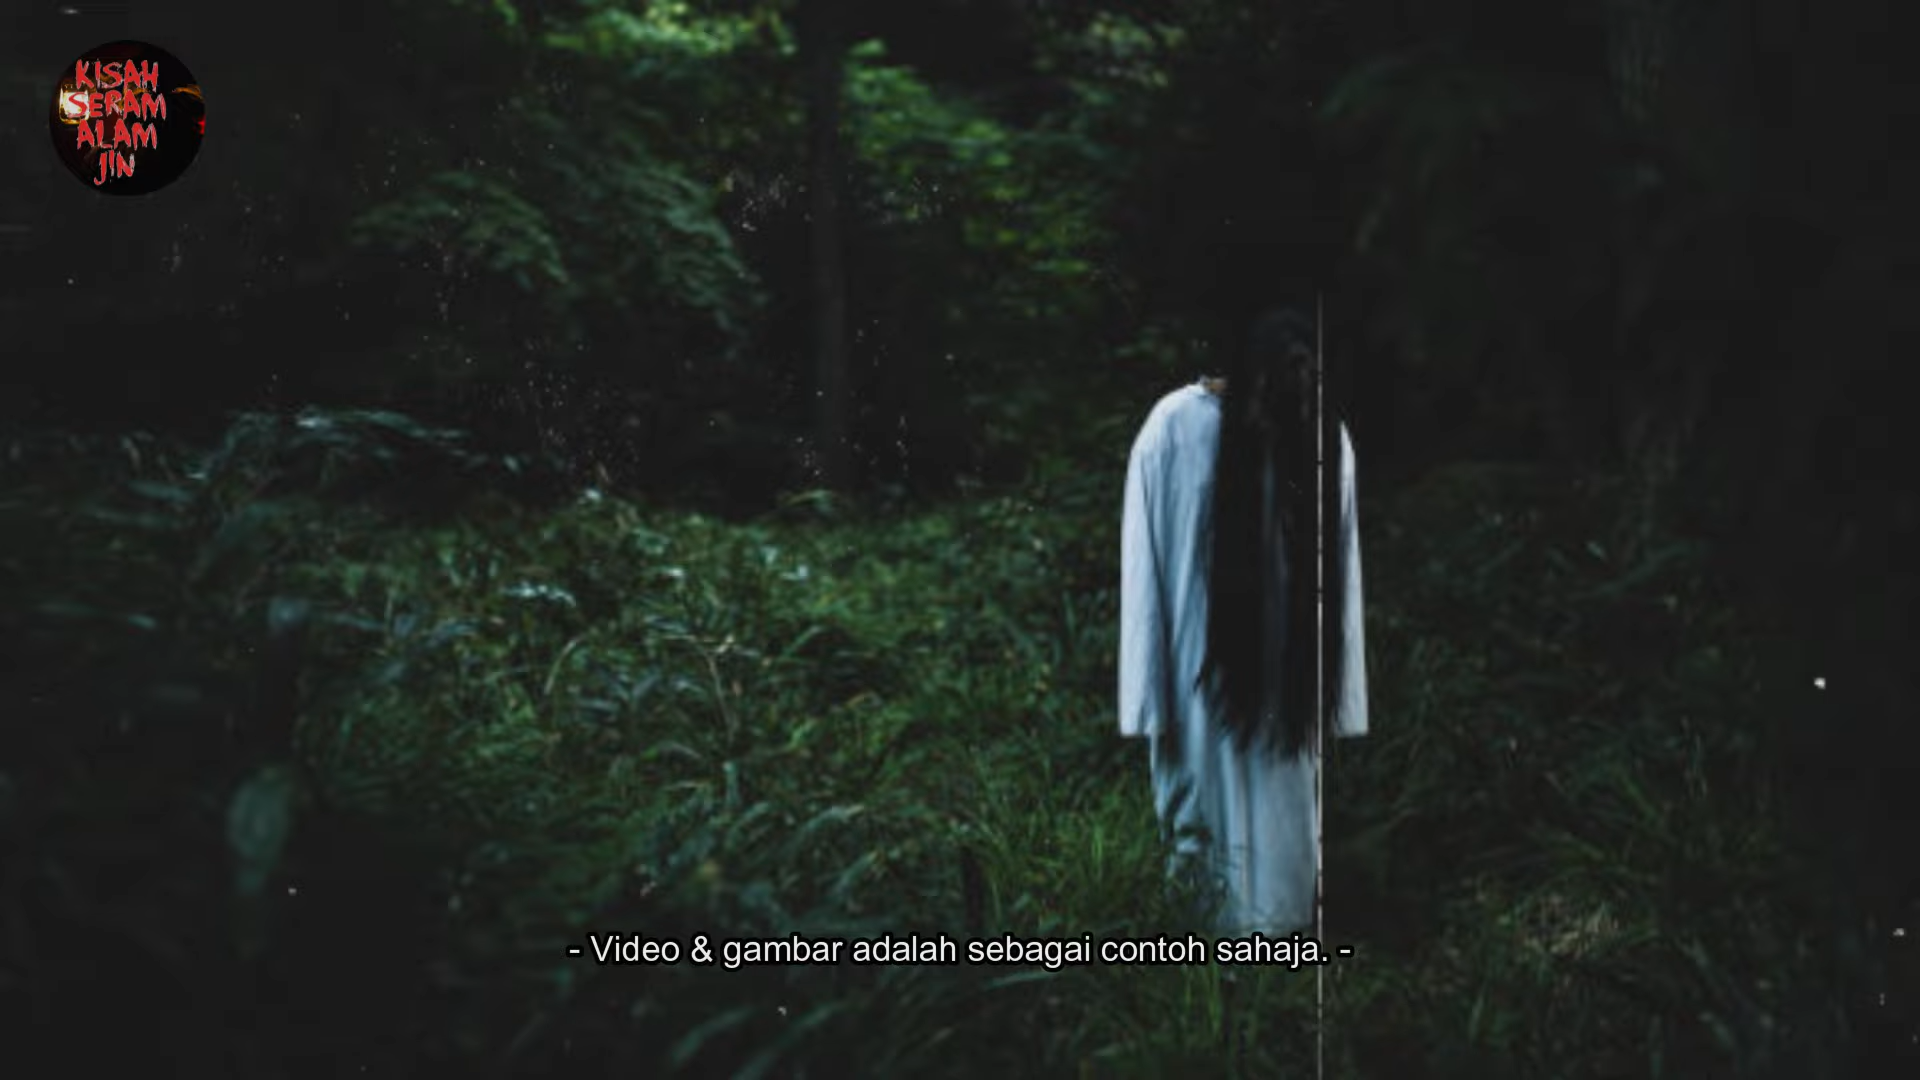 KISAH
SERAM
ALAM
JIN
- Video & gambar adalah sebagai contoh sahaja. -